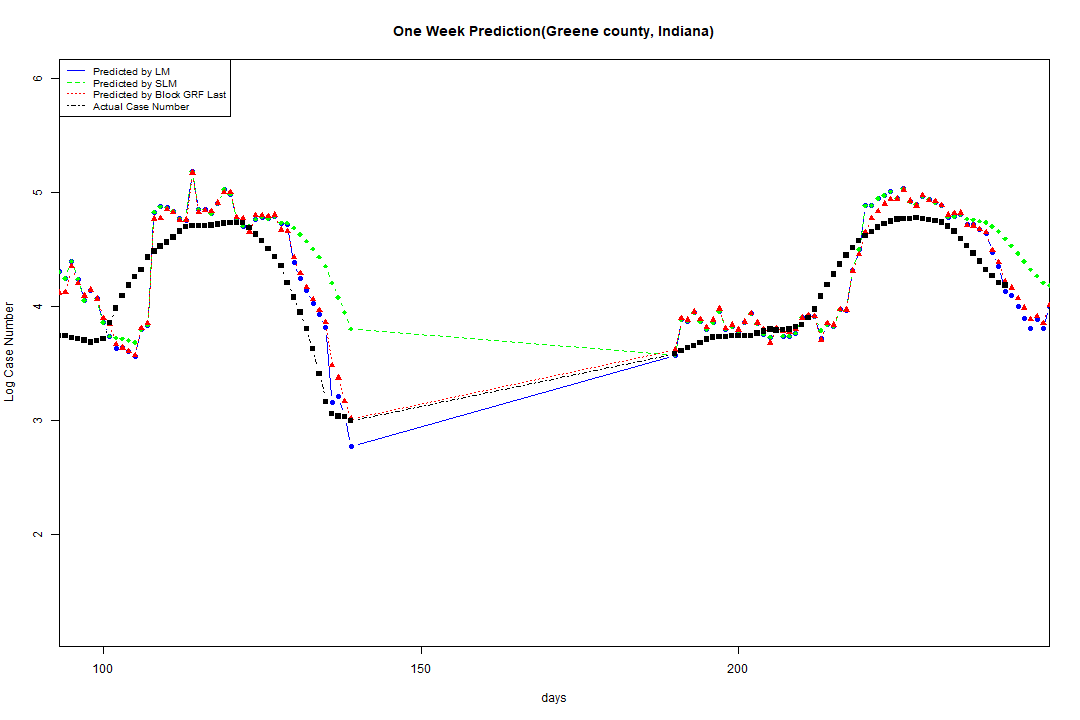 One Week Prediction(Greene county, Indiana)
Predicted by LM
Predicted by SLM
Predicted by Block GRF Last
Actual Case Number
6
5
4
3
2
Log Case Number
100 150 200
days